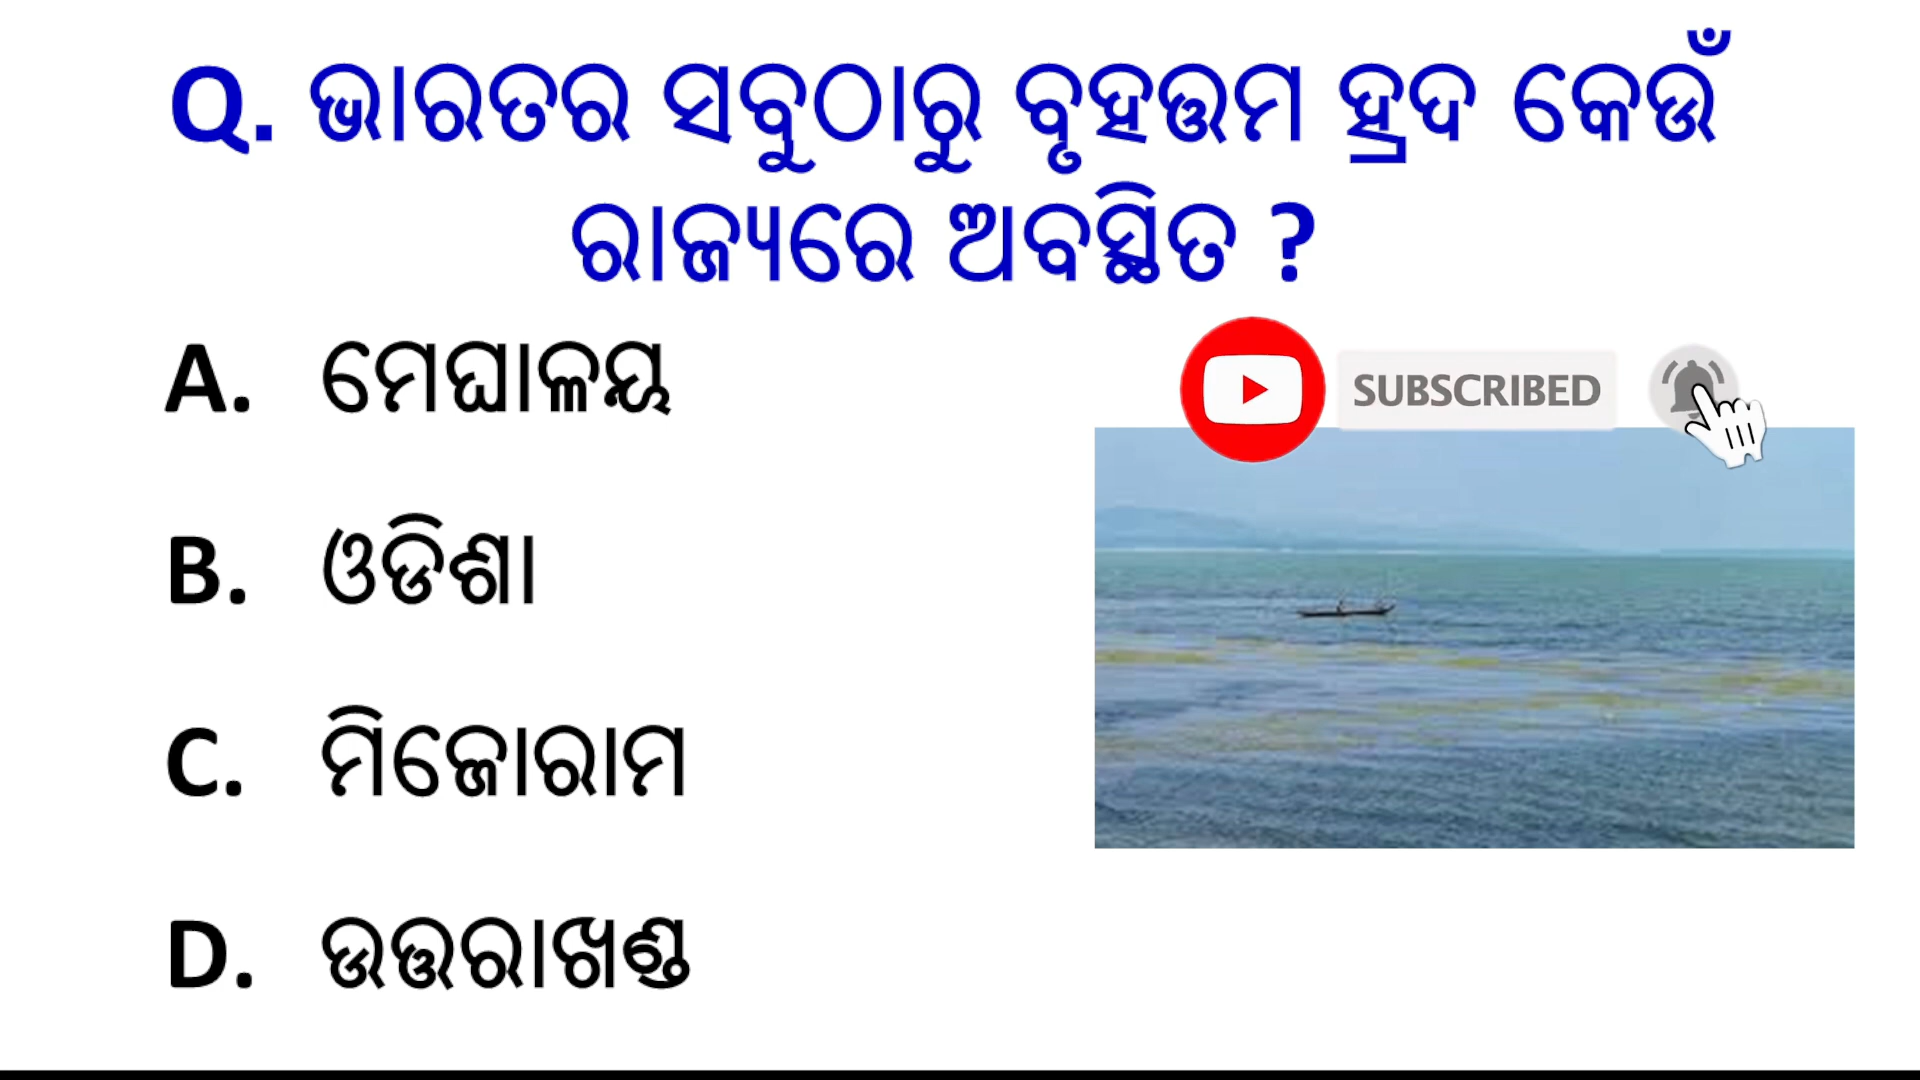 Q. ଭାରତର ସବୁଠାରୁ ବୃହତ୍ତମ ହ୍ରଦ କେଉଁ
ରାଜ୍ୟରେ ଅବସ୍ଥିତ ?
A. ମେଘାଳୟ
SUBSCRIBED
B. ଓଡିଶା
C. ମିଜୋରାମ
D. ଉତ୍ତରାଖଣ୍ଡ